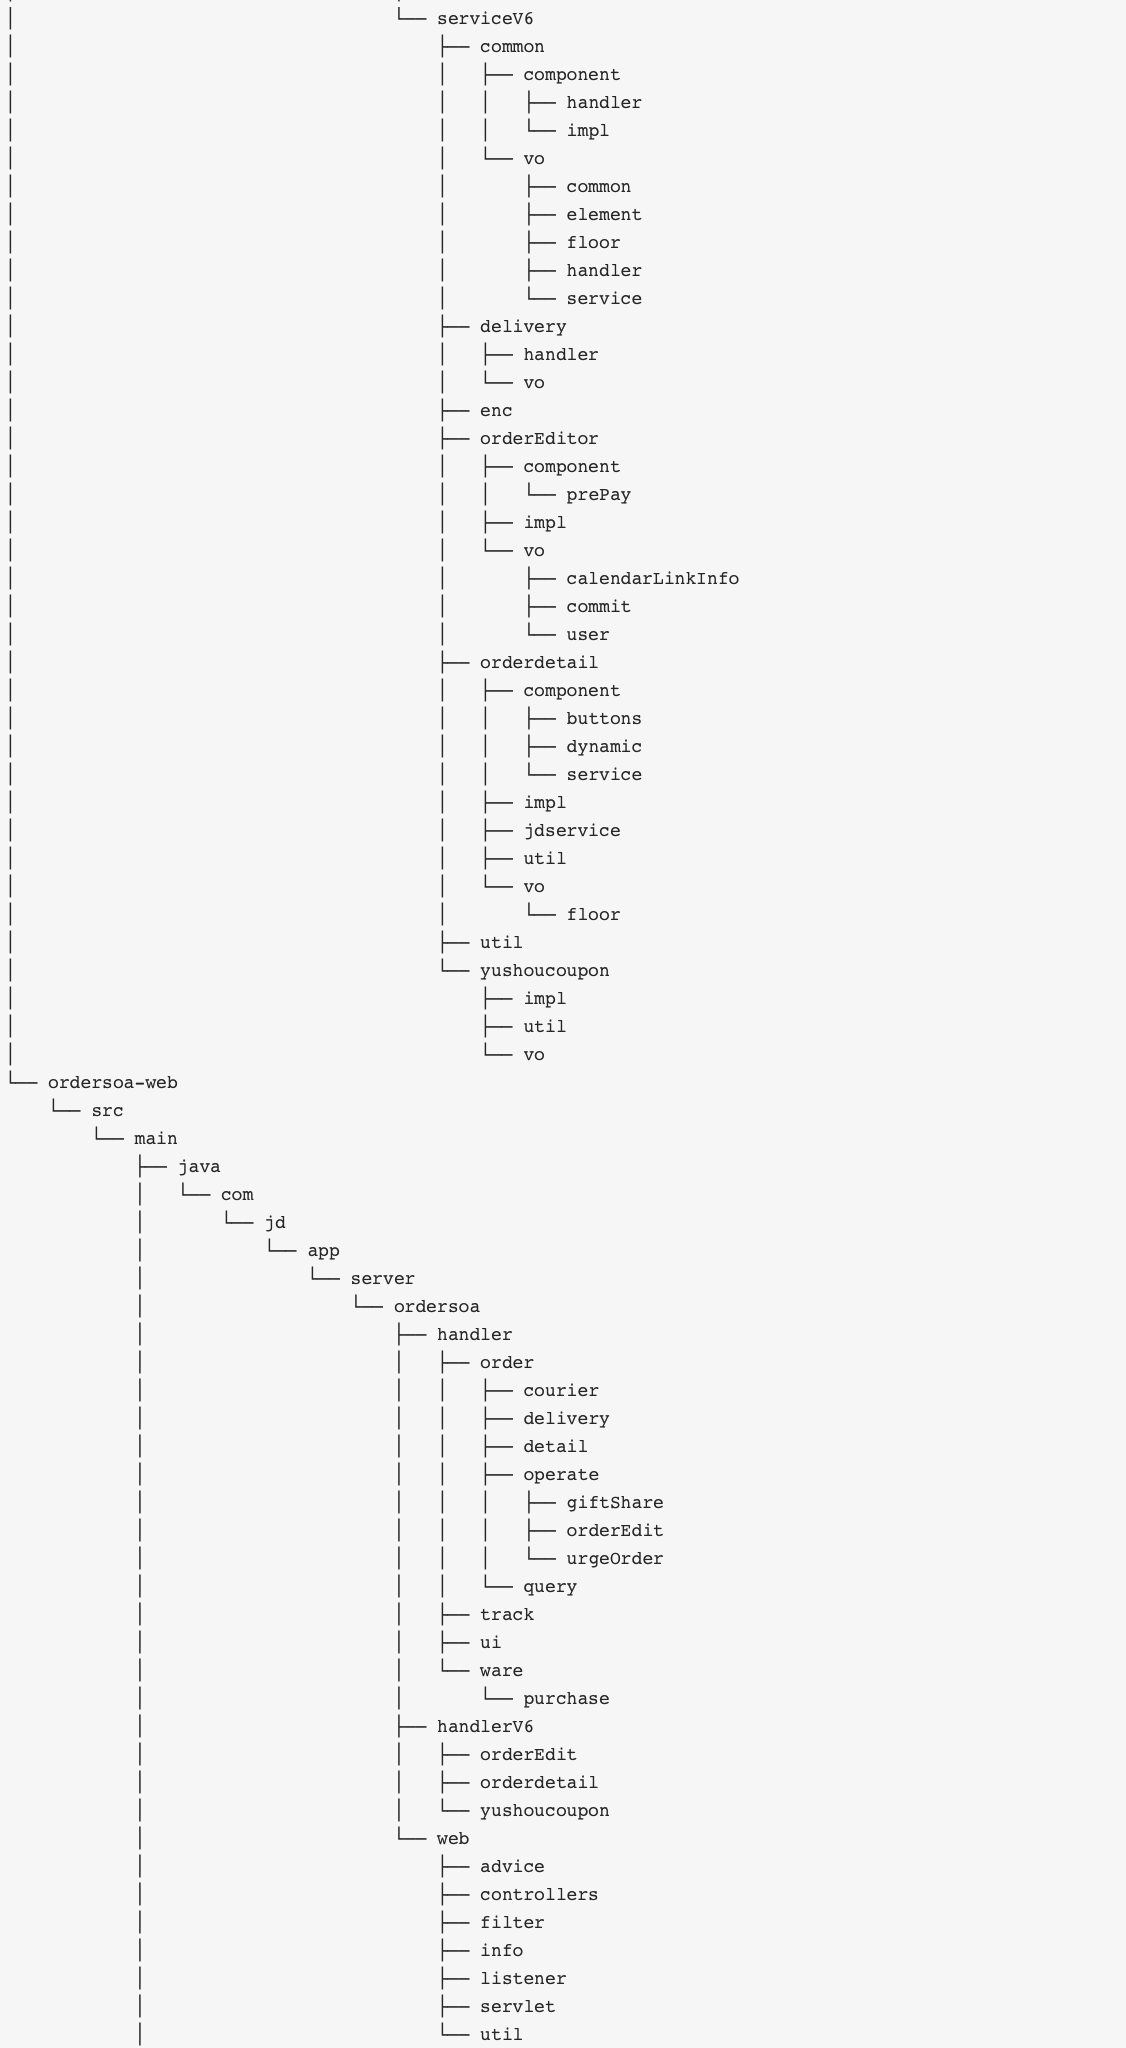 serviceV6
common
component
handler
impl
vo
common
element
floor
handler
service
delivery
handler
vo
enc
orderEditor
component
prePay
impl
vo
calendarLinkInfo
commit
user
orderdetail
component
buttons
dynamic
service
impl
jdservice
util
vo
floor
util
yushoucoupon
impl
util
vo
ordersoa-web
src
main
java
com
jd
app
server
ordersoa
handler
order
courier
delivery
detail
operate
giftShare
orderEdit
urgeOrder
query
track
ui
ware
purchase
handlerV6
orderEdit
orderdetail
yushoucoupon
web
advice
controllers
filter
info
listener
servlet
util